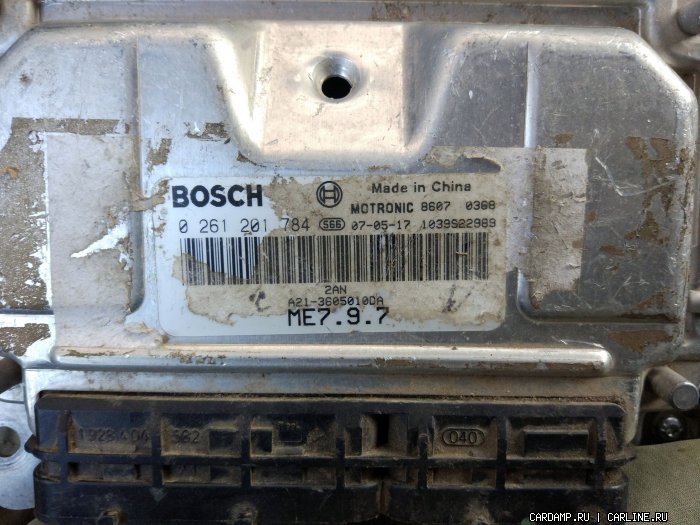 BOSCH
Made in China
MOTRONIC 8607 0368
0 261 201 784 S66 07-05-17 1039S22989
2AN
A21-3605010CA
ME7.9.7
040
CARDAMP.RU | CARLINE.RU